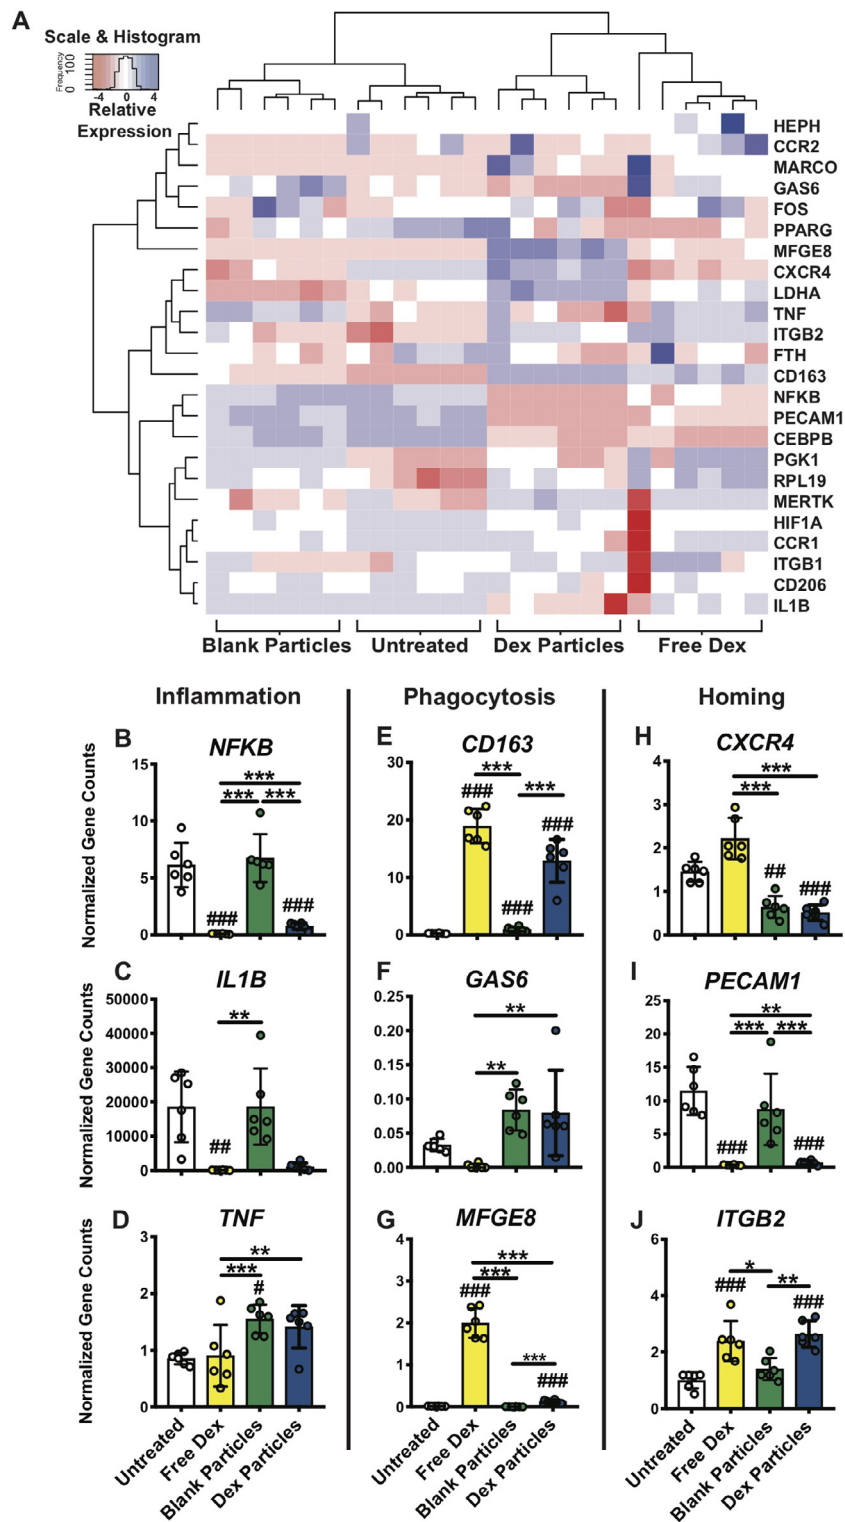 A
Scale & Histogram
Frequency
0 100
-4 0 4
Relative
Expression
HEPH
CCR2
MARCO
GAS6
FOS
PPARG
MFGE8
CXCR4
LDHA
TNF
ITGB2
FTH
CD163
NFKB
PECAM1
CEBPB
PGK1
RPL19
MERTK
HIF1A
CCR1
ITGB1
CD206
IL1B
Blank Particles Untreated Dex Particles Free Dex
Inflammation Phagocytosis Homing
B NFKB
Normalized Gene Counts
15
10
5
0
***
*** ***
###
###
E CD163
30
20
10
0
***
***
###
###
###
H CXCR4
4
3
2
1
0
***
***
##
###
C IL1B
Normalized Gene Counts
50000
40000
30000
20000
10000
0
**
##
F GAS6
0.25
0.20
0.15
0.10
0.05
0.00
**
**
I PECAM1
25
20
15
10
5
0
**
*** ***
###
###
D TNF
Normalized Gene Counts
3
2
1
0
**
***
#
Untreated
Free Dex
Blank Particles
Dex Particles
G MFGE8
4
3
2
1
0
***
***
###
***
###
Untreated
Free Dex
Blank Particles
Dex Particles
J ITGB2
6
4
2
0
*
**
###
###
Untreated
Free Dex
Blank Particles
Dex Particles